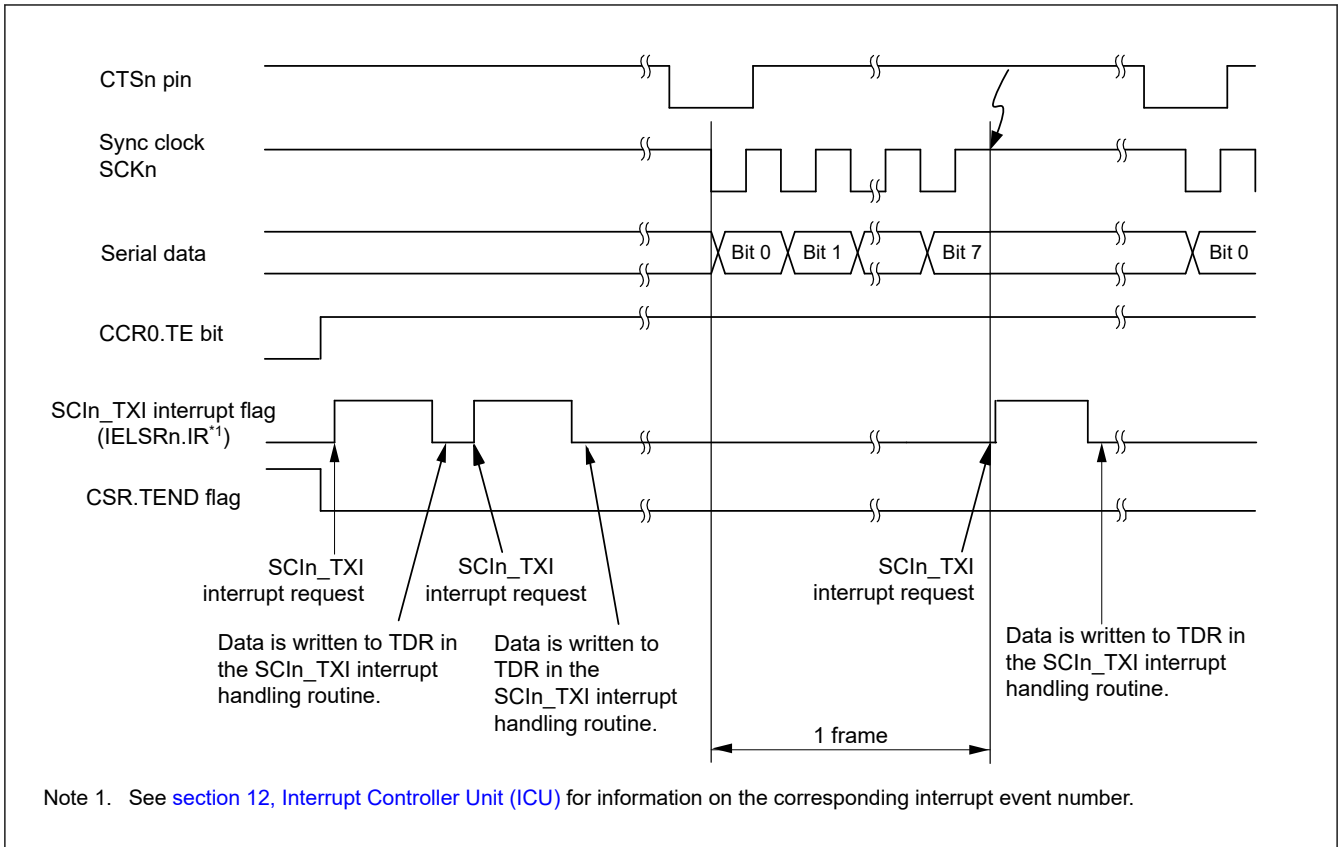 CTSn pin
Sync clock
SCKn
Serial data
Bit 0
Bit 1
Bit 7
Bit 0
CCR0.TE bit
SCIn_TXI interrupt flag
(IELSRn.IR*1)
CSR.TEND flag
SCIn_TXI
interrupt request
SCIn_TXI
interrupt request
SCIn_TXI
interrupt request
Data is written to TDR in
the SCIn_TXI interrupt
handling routine.
Data is written to
TDR in the
SCIn_TXI interrupt
handling routine.
Data is written to TDR in
the SCIn_TXI interrupt
handling routine.
1 frame
Note 1. See section 12, Interrupt Controller Unit (ICU) for information on the corresponding interrupt event number.